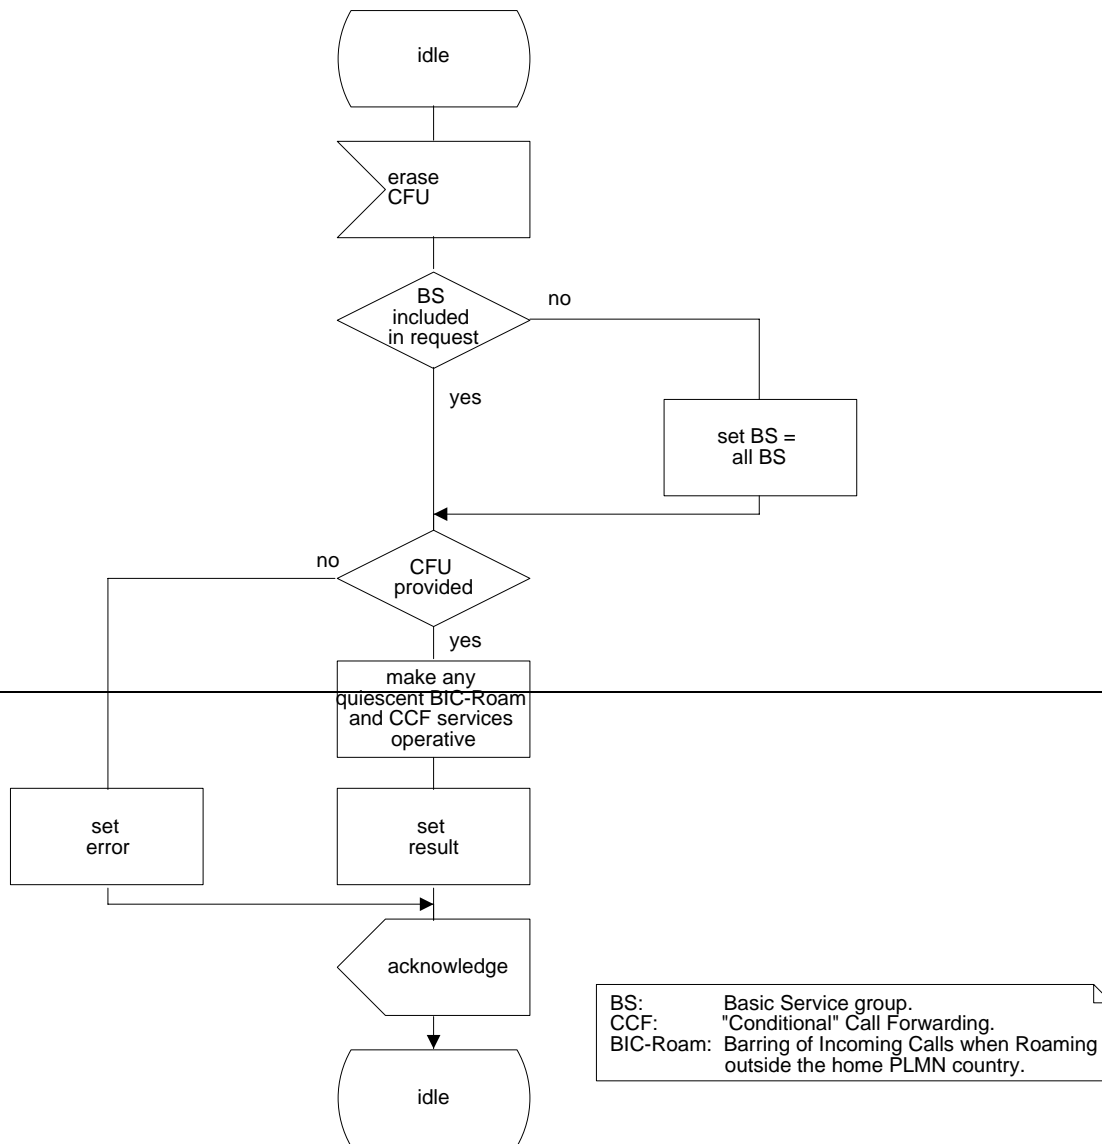 idle
erase
CFU
BS
included
in request
no
yes
set BS =
all BS
no
CFU
provided
yes
make any
quiescent BIC-Roam
and CCF services
operative
set
error
set
result
acknowledge
BS: Basic Service group.
CCF: "Conditional" Call Forwarding.
BIC-Roam: Barring of Incoming Calls when Roaming
outside the home PLMN country.
idle